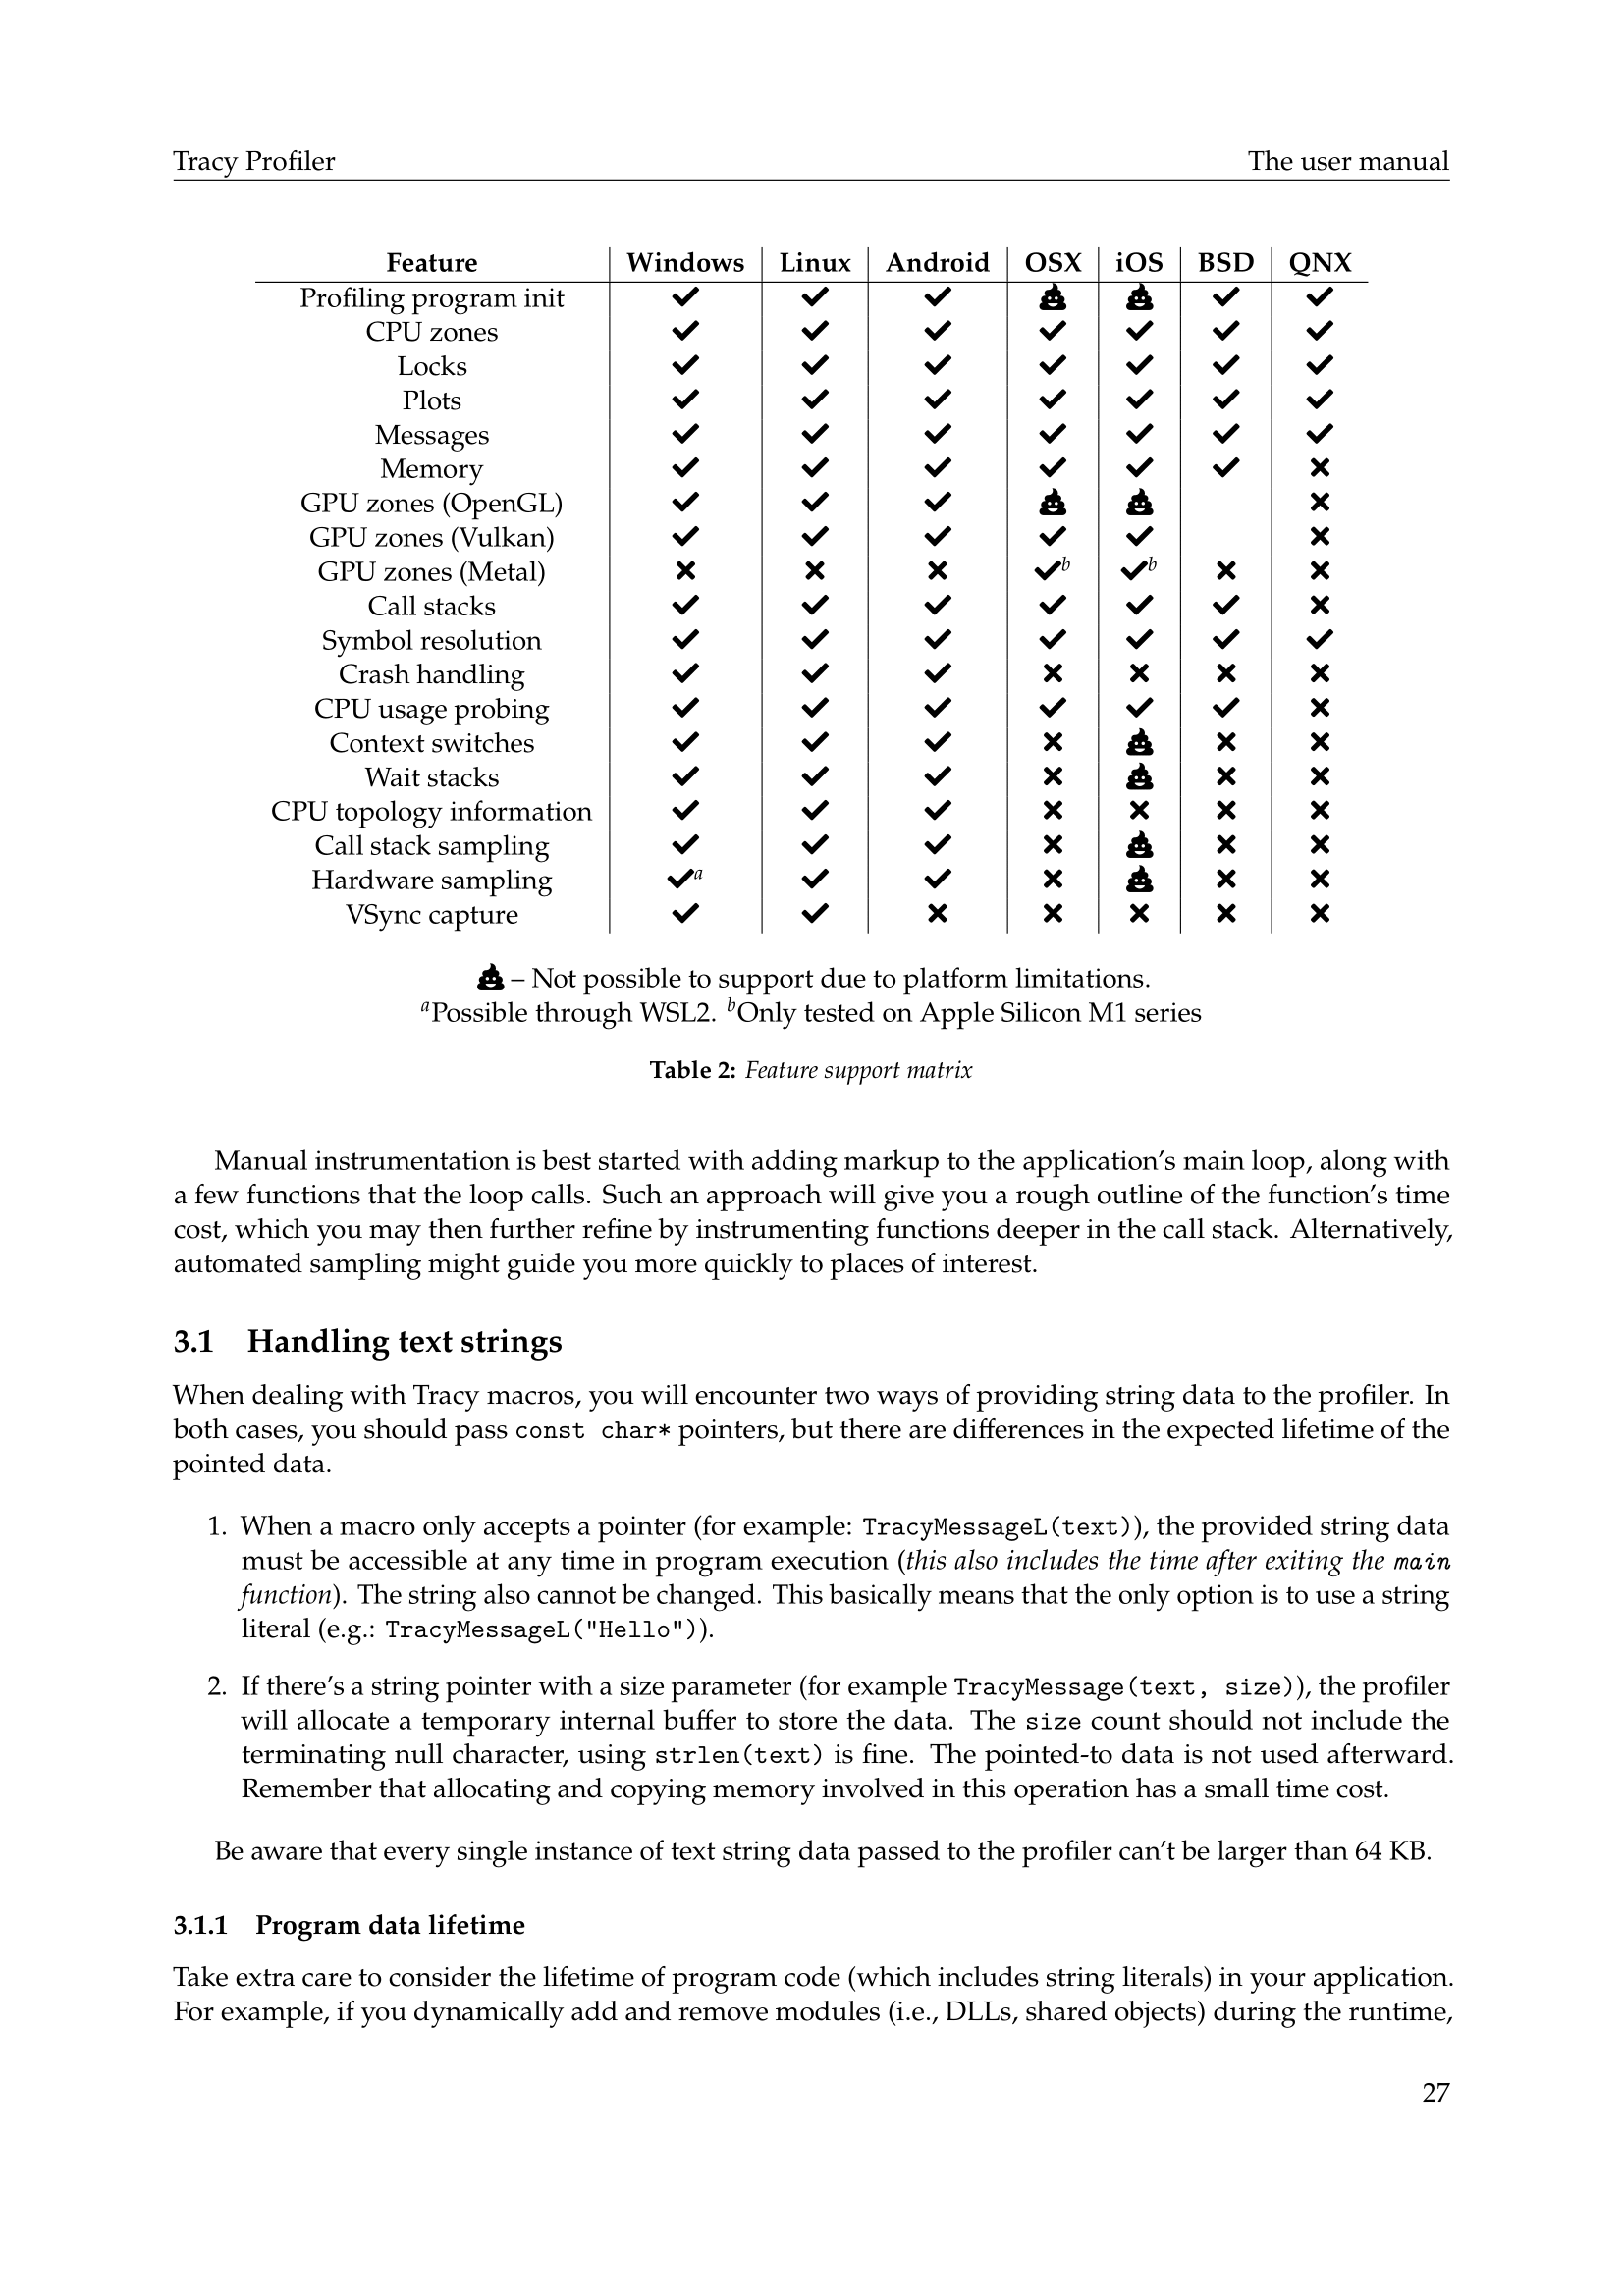 Tracy Profiler The user manual
Feature Windows Linux Android OSX iOS BSD QNX
Profiling program init ✔ ✔ ✔ 💩 💩 ✔ ✔
CPU zones ✔ ✔ ✔ ✔ ✔ ✔ ✔
Locks ✔ ✔ ✔ ✔ ✔ ✔ ✔
Plots ✔ ✔ ✔ ✔ ✔ ✔ ✔
Messages ✔ ✔ ✔ ✔ ✔ ✔ ✔
Memory ✔ ✔ ✔ ✔ ✔ ✔ ✖
GPU zones (OpenGL) ✔ ✔ ✔ 💩 💩 ✖
GPU zones (Vulkan) ✔ ✔ ✔ ✔ ✔ ✖
GPU zones (Metal) ✖ ✖ ✖ ✔b ✔b ✖ ✖
Call stacks ✔ ✔ ✔ ✔ ✔ ✔ ✖
Symbol resolution ✔ ✔ ✔ ✔ ✔ ✔ ✔
Crash handling ✔ ✔ ✔ ✖ ✖ ✖ ✖
CPU usage probing ✔ ✔ ✔ ✔ ✔ ✔ ✖
Context switches ✔ ✔ ✔ ✖ 💩 ✖ ✖
Wait stacks ✔ ✔ ✔ ✖ 💩 ✖ ✖
CPU topology information ✔ ✔ ✔ ✖ ✖ ✖ ✖
Call stack sampling ✔ ✔ ✔ ✖ 💩 ✖ ✖
Hardware sampling ✔a ✔ ✔ ✖ 💩 ✖ ✖
VSync capture ✔ ✔ ✖ ✖ ✖ ✖ ✖
💩 – Not possible to support due to platform limitations.
aPossible through WSL2. bOnly tested on Apple Silicon M1 series
Table 2: Feature support matrix
Manual instrumentation is best started with adding markup to the application's main loop, along with
a few functions that the loop calls. Such an approach will give you a rough outline of the function's time
cost, which you may then further refine by instrumenting functions deeper in the call stack. Alternatively,
automated sampling might guide you more quickly to places of interest.
3.1 Handling text strings
When dealing with Tracy macros, you will encounter two ways of providing string data to the profiler. In
both cases, you should pass const char* pointers, but there are differences in the expected lifetime of the
pointed data.
1. When a macro only accepts a pointer (for example: TracyMessageL(text)), the provided string data
must be accessible at any time in program execution (this also includes the time after exiting the main
function). The string also cannot be changed. This basically means that the only option is to use a string
literal (e.g.: TracyMessageL("Hello")).
2. If there's a string pointer with a size parameter (for example TracyMessage(text, size)), the profiler
will allocate a temporary internal buffer to store the data. The size count should not include the
terminating null character, using strlen(text) is fine. The pointed-to data is not used afterward.
Remember that allocating and copying memory involved in this operation has a small time cost.
Be aware that every single instance of text string data passed to the profiler can't be larger than 64 KB.
3.1.1 Program data lifetime
Take extra care to consider the lifetime of program code (which includes string literals) in your application.
For example, if you dynamically add and remove modules (i.e., DLLs, shared objects) during the runtime,
27